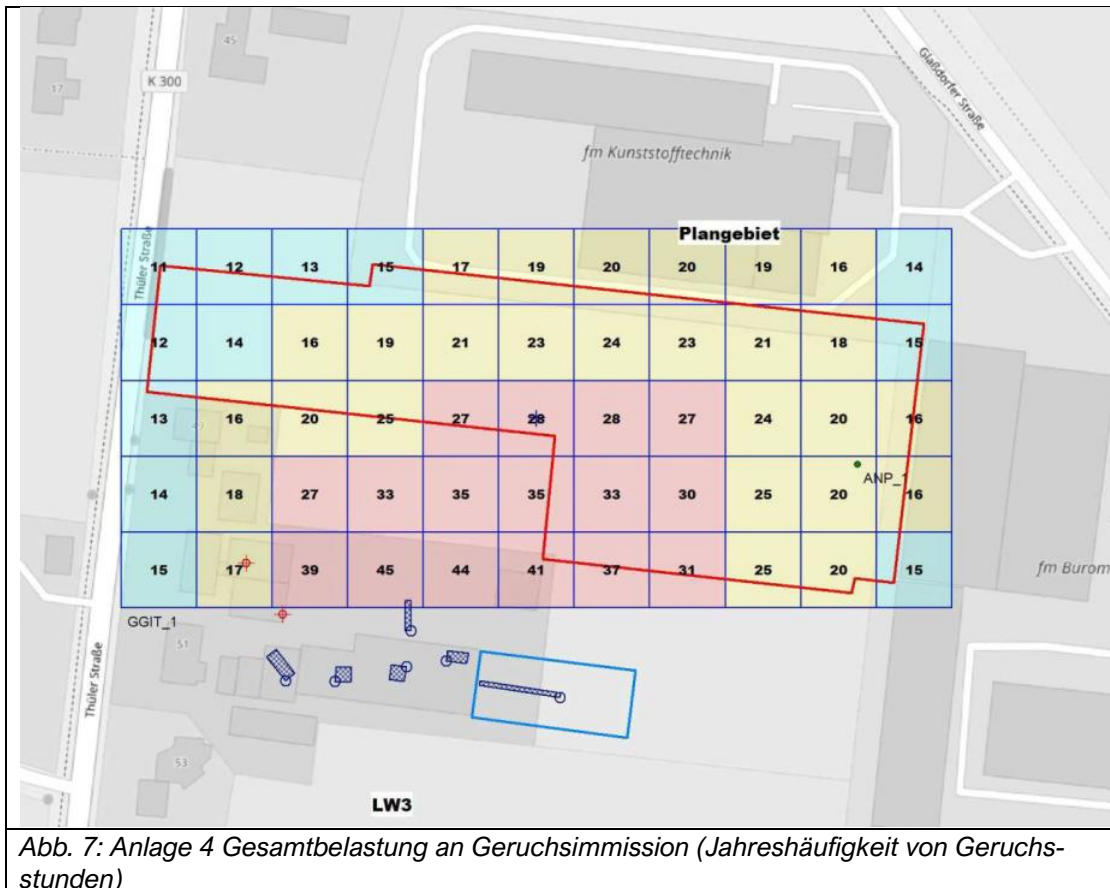 45
17
K 300
Glaßdorfer Straße
fm Kunststofftechnik
Plangebiet
Thüler Straße
11 12 13 15 17 19 20 20 19 16 14
12 14 16 19 21 23 24 23 21 18 15
13 16 20 25 27 28 28 27 24 20 16
49
ANP_1
14 18 27 33 35 35 33 30 25 20 16
15 17 39 45 44 41 37 31 25 20 15
fm Burom
GGIT_1
51
Thüler Straße
53
LW3
Abb. 7: Anlage 4 Gesamtbelastung an Geruchsimmission (Jahreshäufigkeit von Geruchs-
stunden)